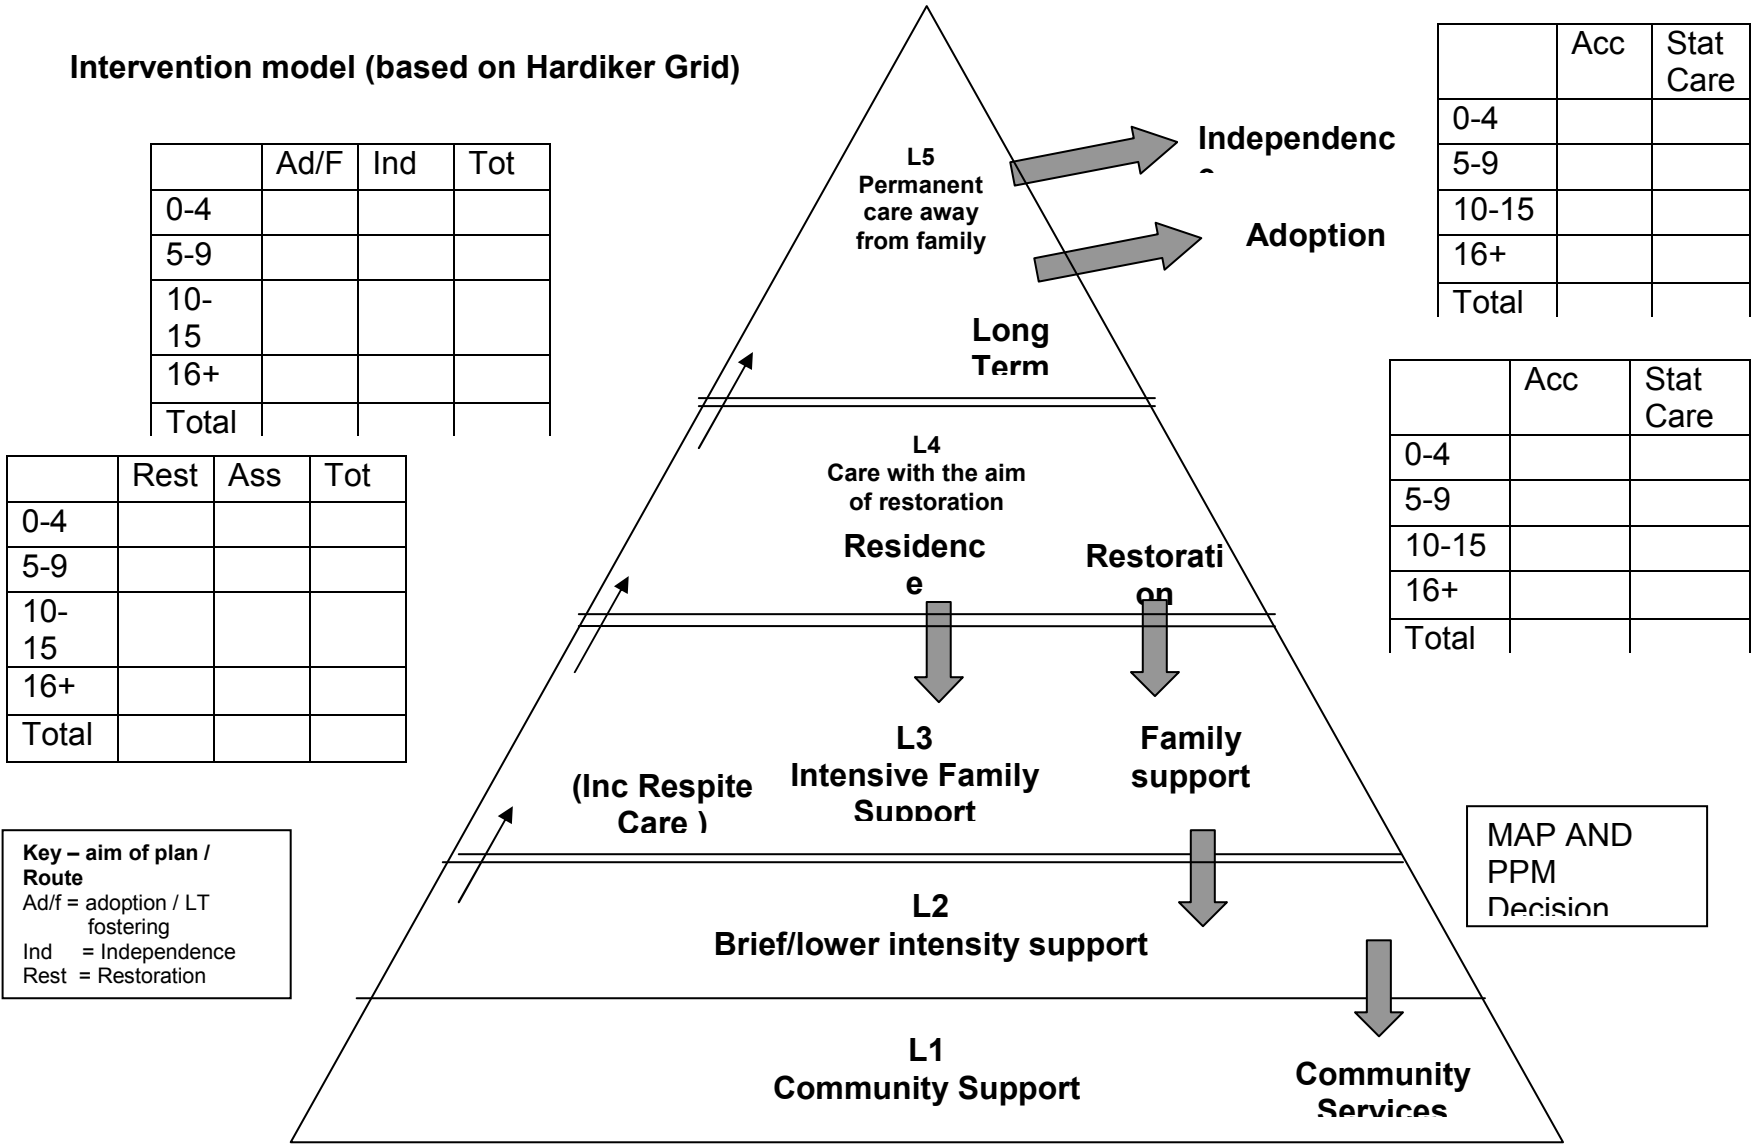 Intervention model (based on Hardiker Grid)
Ad/F Ind Tot
0-4
5-9
10-
15
16+
Total
Rest Ass Tot
0-4
5-9
10-
15
16+
Total
Key – aim of plan /
Route
Ad/f = adoption / LT
fostering
Ind = Independence
Rest = Restoration
L5
Permanent
care away
from family
Independenc
Adoption
Long
Term
L4
Care with the aim
of restoration
Residenc
e
Restorati
on
L3
Intensive Family
Support
(Inc Respite
Care )
Family
support
L2
Brief/lower intensity support
L1
Community Support
Community
Services
Acc Stat
Care
0-4
5-9
10-15
16+
Total
Acc Stat
Care
0-4
5-9
10-15
16+
Total
MAP AND
PPM
Decision